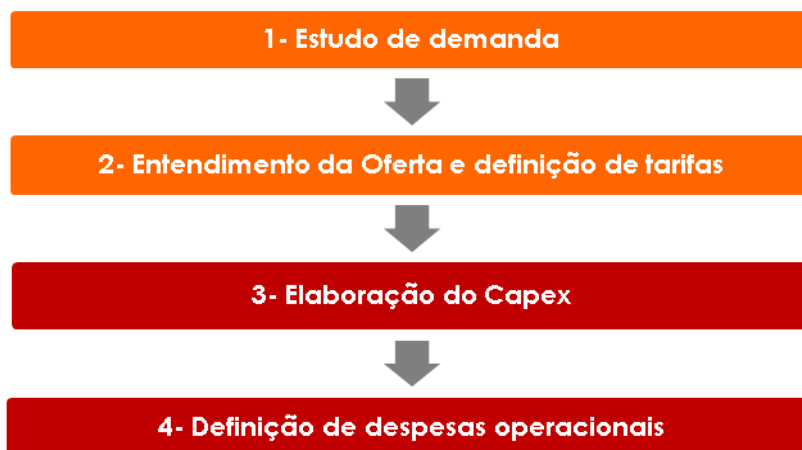 1- Estudo de demanda
2- Entendimento da Oferta e definição de tarifas
3- Elaboração do Capex
4- Definição de despesas operacionais